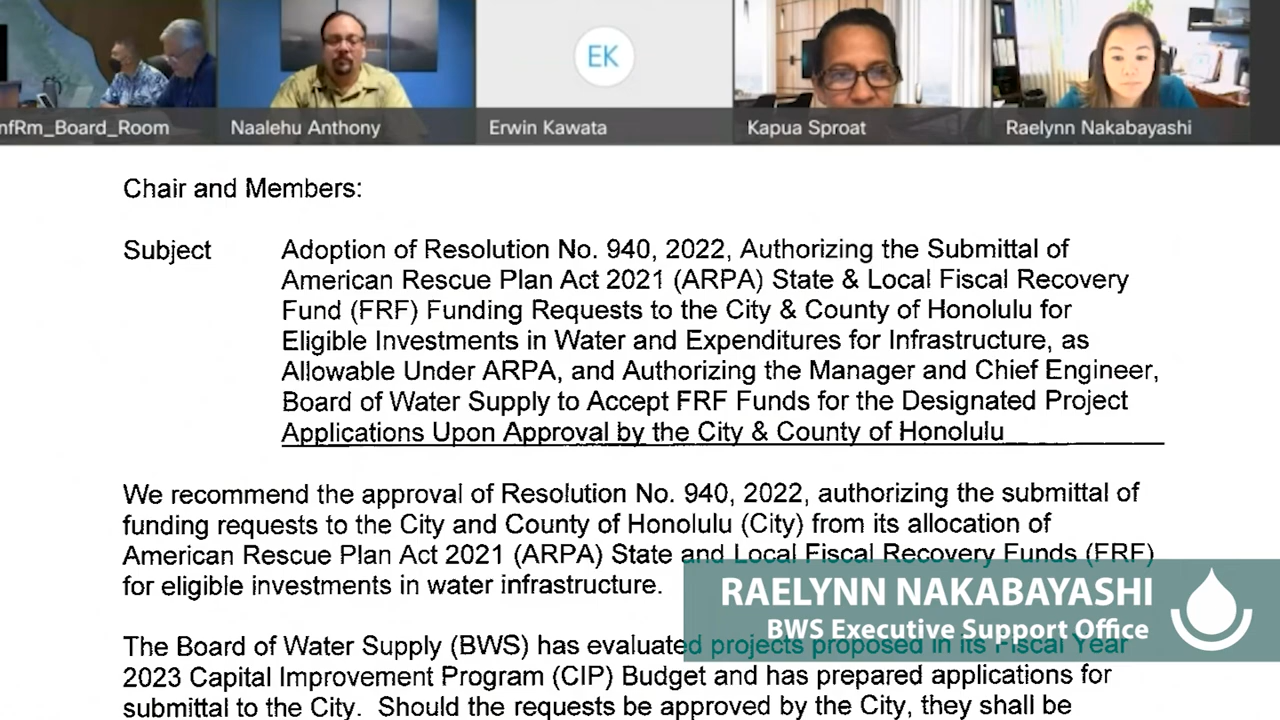 nfRm_Board_Room
Naalehu Anthony
EK
Erwin Kawata
Kapua Sproat
Raelynn Nakabayashi
Chair and Members:
Subject
Adoption of Resolution No. 940, 2022, Authorizing the Submittal of
American Rescue Plan Act 2021 (ARPA) State & Local Fiscal Recovery
Fund (FRF) Funding Requests to the City & County of Honolulu for
Eligible Investments in Water and Expenditures for Infrastructure, as
Allowable Under ARPA, and Authorizing the Manager and Chief Engineer,
Board of Water Supply to Accept FRF Funds for the Designated Project
Applications Upon Approval by the City & County of Honolulu
We recommend the approval of Resolution No. 940, 2022, authorizing the submittal of
funding requests to the City and County of Honolulu (City) from its allocation of
American Rescue Plan Act 2021 (ARPA) State and Local Fiscal Recovery Funds (FRF)
for eligible investments in water infrastructure.
RAELYNN NAKABAYASHI
BWS Executive Support Office
The Board of Water Supply (BWS) has evaluated projects proposed in its Fiscal Year
2023 Capital Improvement Program (CIP) Budget and has prepared applications for
submittal to the City. Should the requests be approved by the City, they shall be